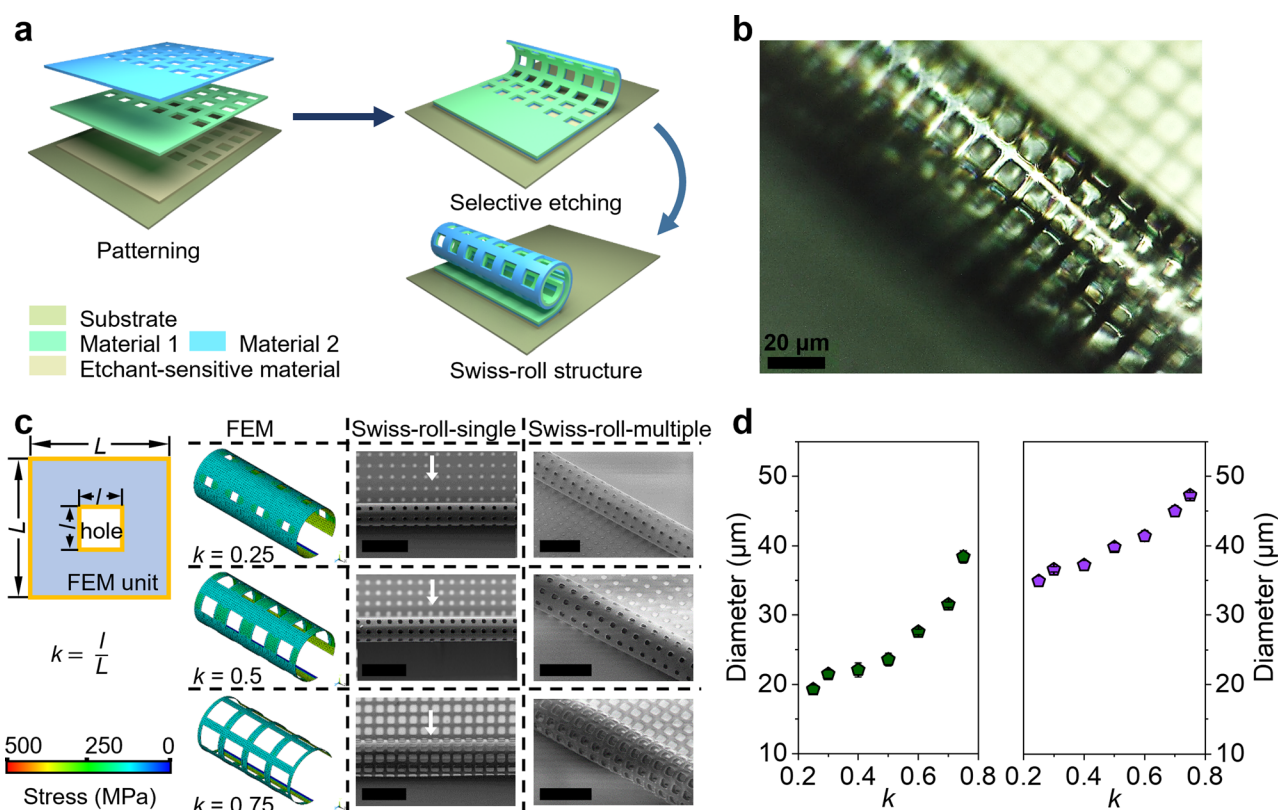 a
Patterning
Selective etching
Swiss-roll structure
Substrate
Material 1 Material 2
Etchant-sensitive material
b
20 μm
c
L
L
l
l
hole
FEM unit
k = l/L
500 250 0
Stress (MPa)
FEM Swiss-roll-single Swiss-roll-multiple
k = 0.25
k = 0.5
k = 0.75
d
Diameter (μm)
50
40
30
20
10
0.2 0.4 0.6 0.8
k
50
40
30
20
10
0.2 0.4 0.6 0.8
k
Diameter (μm)